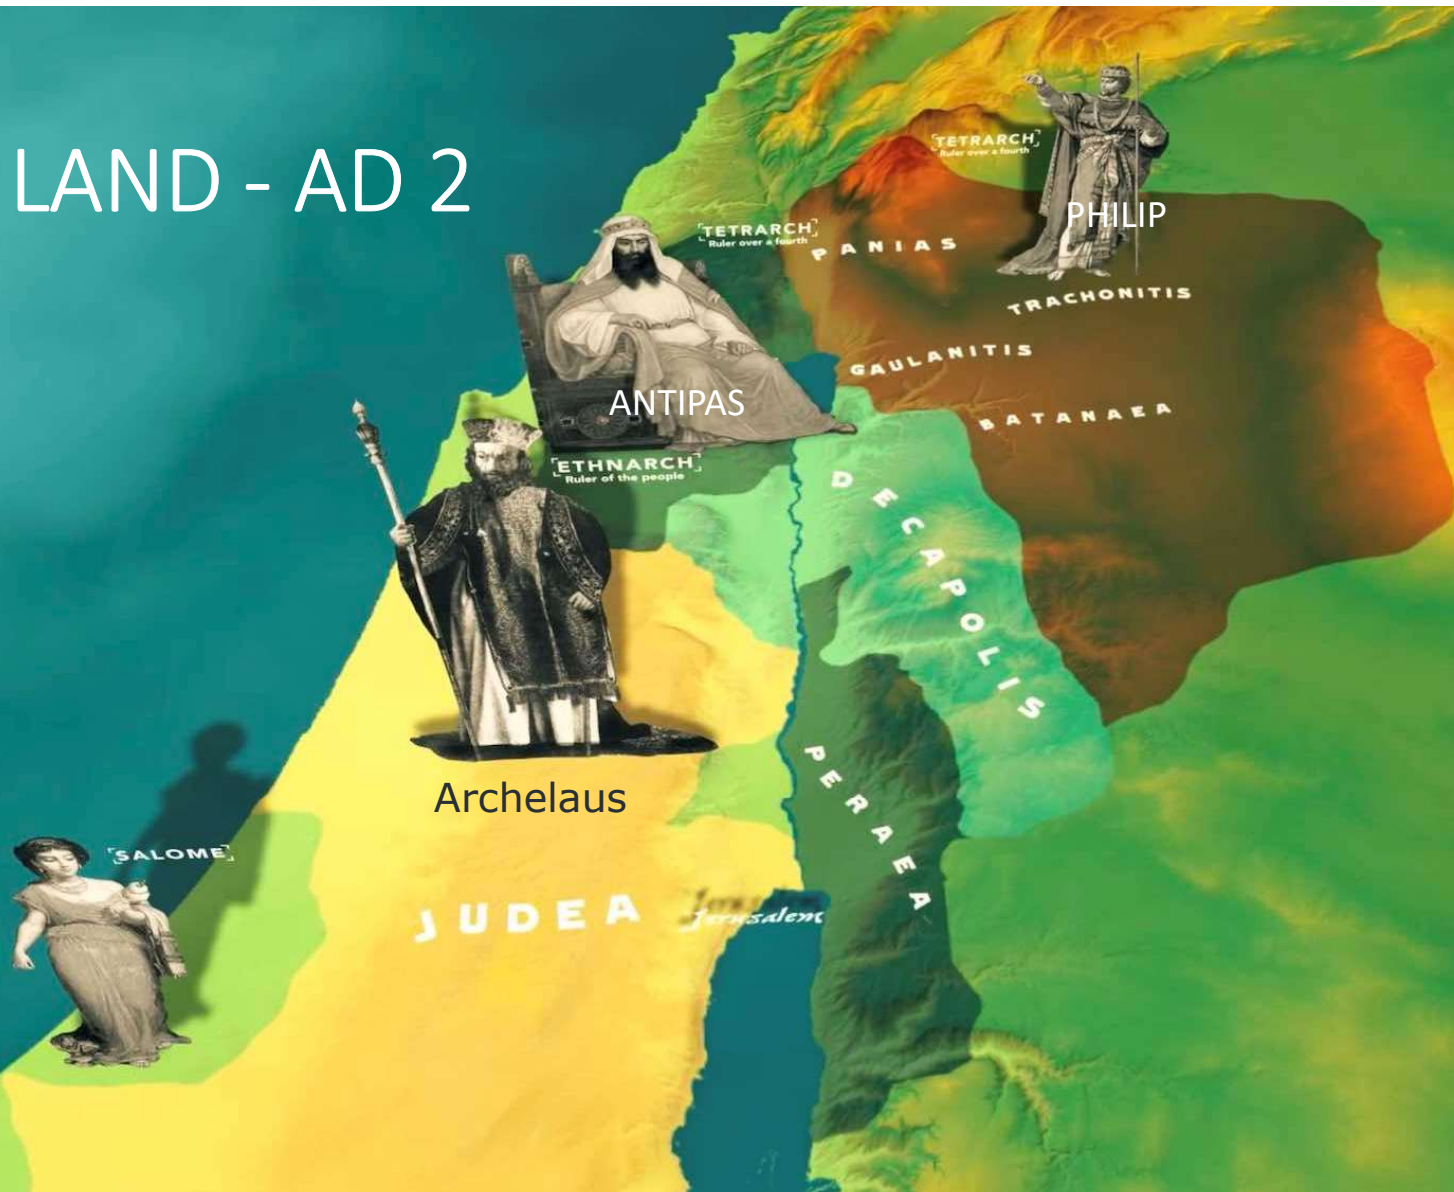 LAND - AD 2
TETRARCH
Ruler over a fourth
PHILIP
TETRARCH
Ruler over a fourth
PANIAS
TRACHONITIS
GAULANITIS
ANTIPAS
BATANAEA
ETHNARCH
Ruler of the people
DECAPOLIS
PERAEA
Archelaus
SALOME
JUDEA
Jerusalem